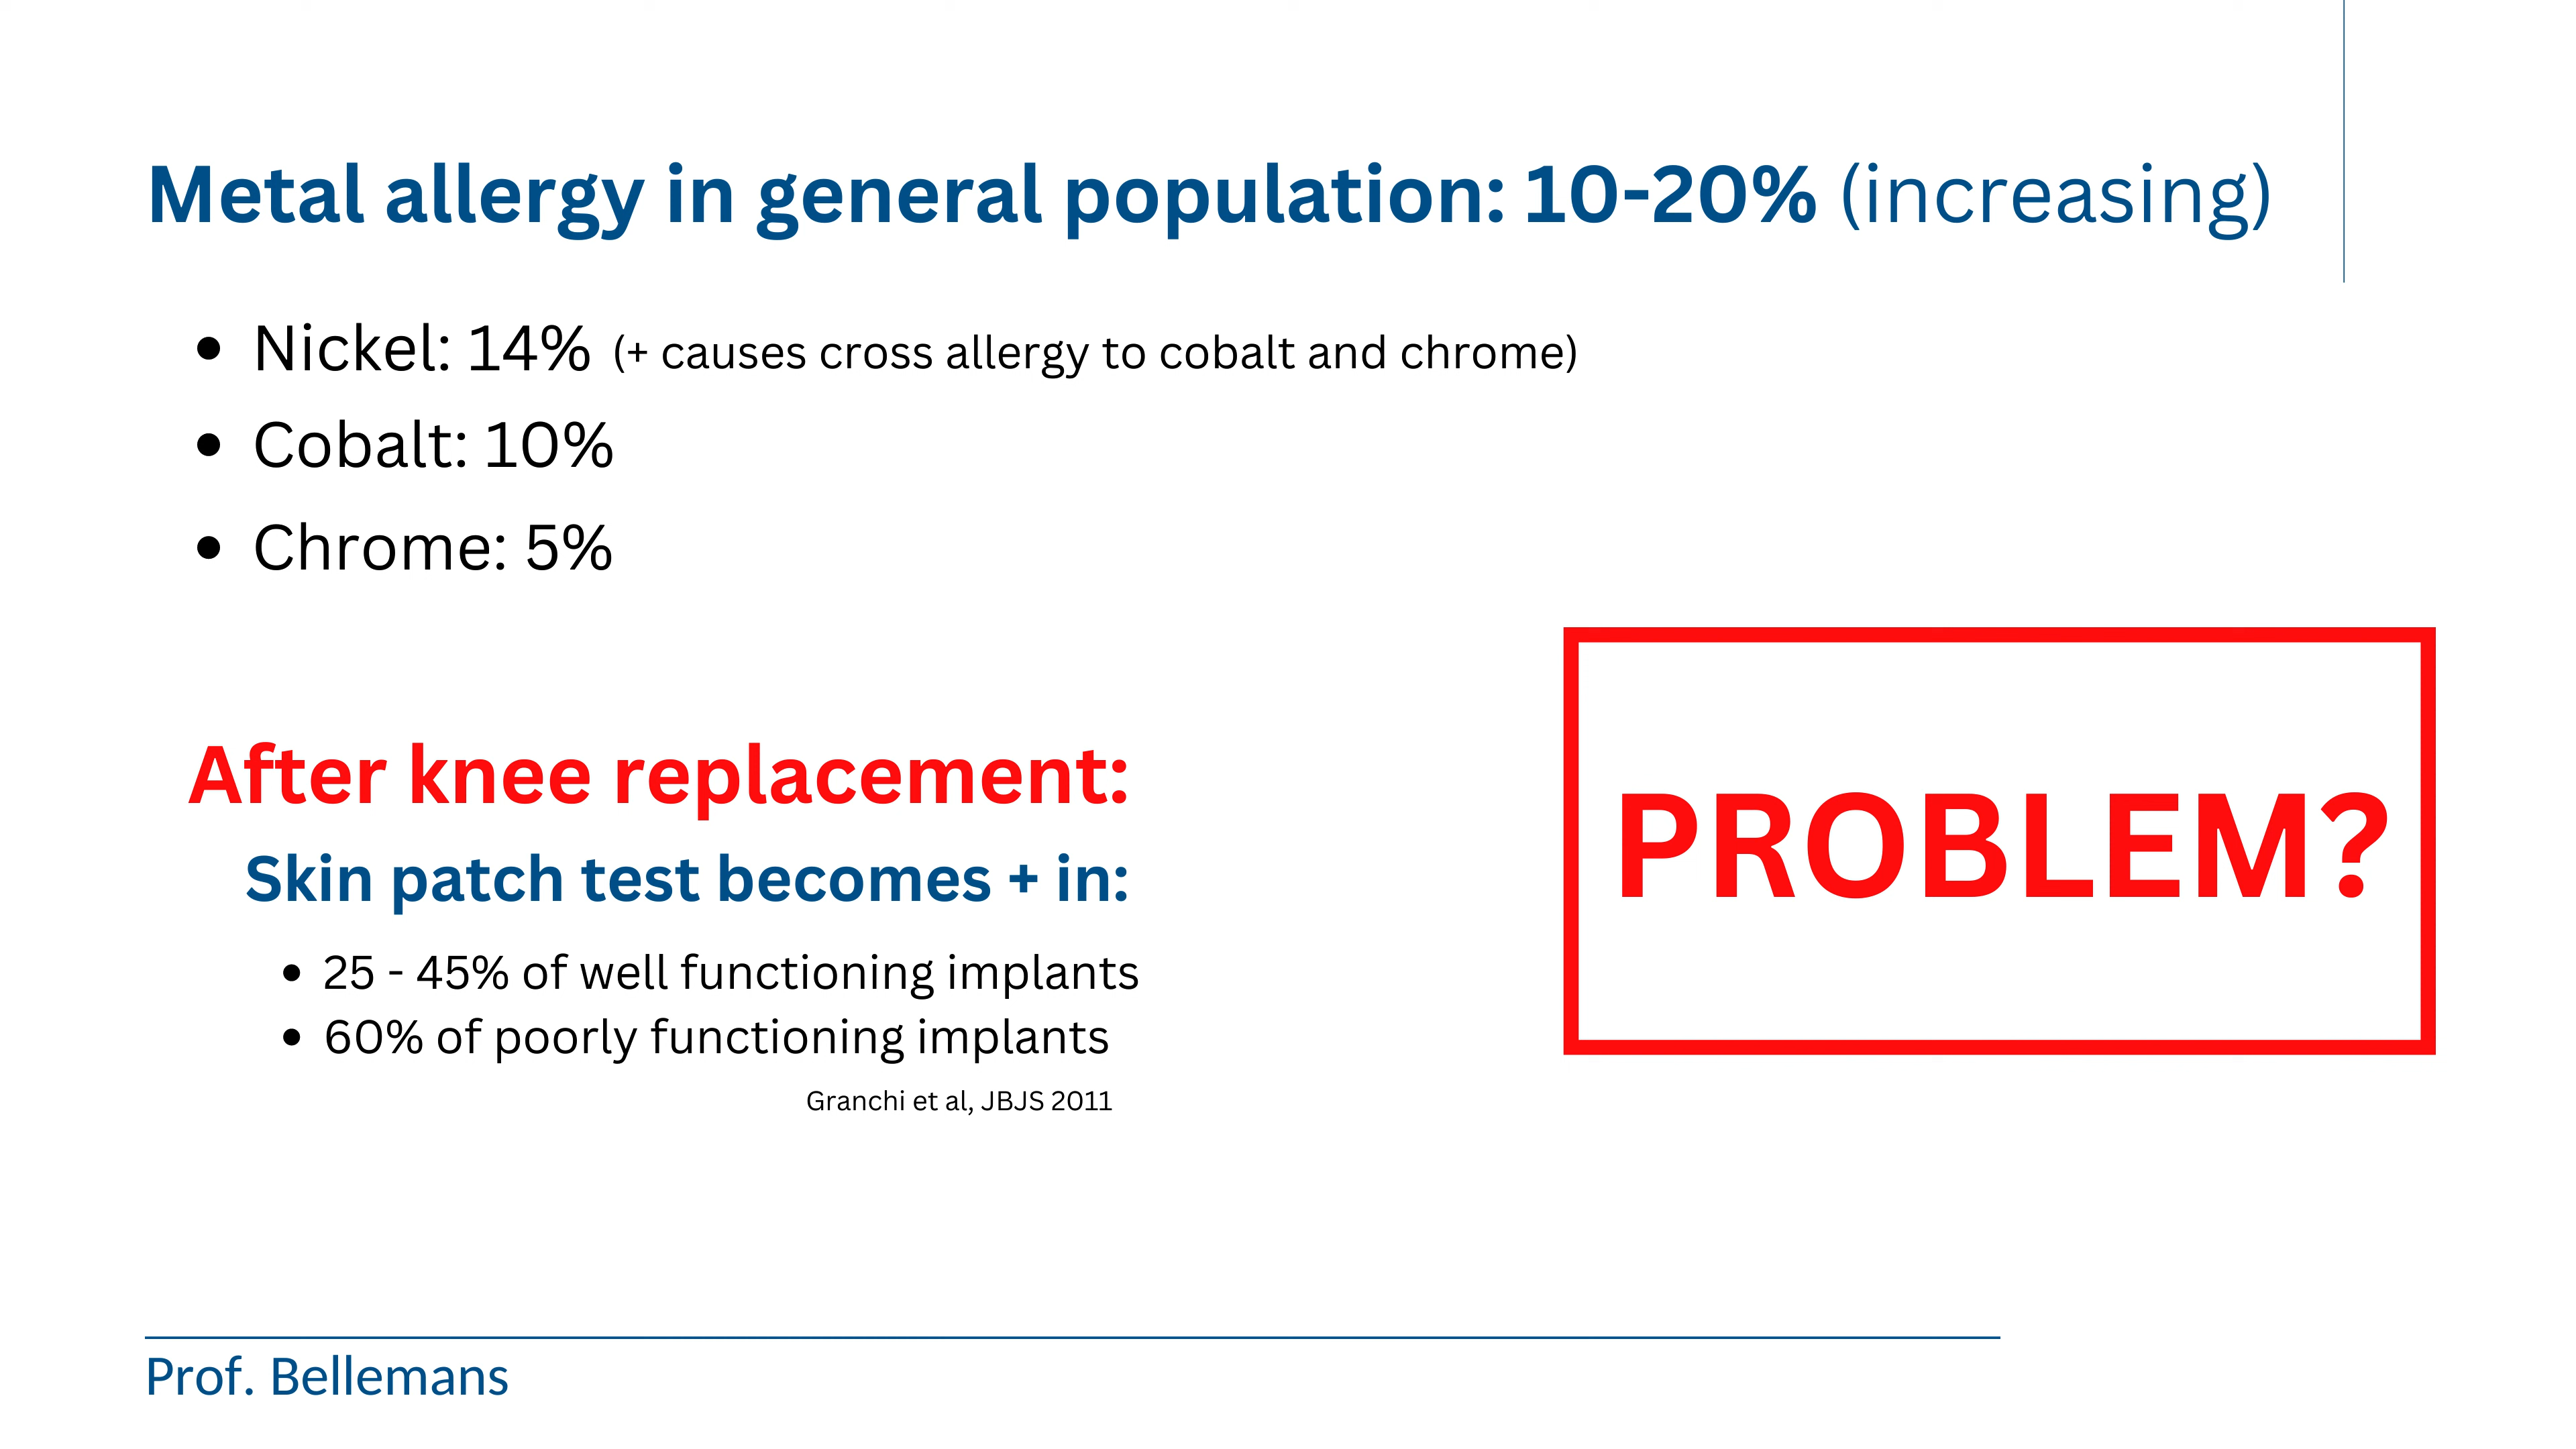 Metal allergy in general population: 10-20% (increasing)
• Nickel: 14% (+ causes cross allergy to cobalt and chrome)
• Cobalt: 10%
• Chrome: 5%
After knee replacement:
Skin patch test becomes + in:
• 25 - 45% of well functioning implants
• 60% of poorly functioning implants
Granchi et al, JBJS 2011
PROBLEM?
Prof. Bellemans